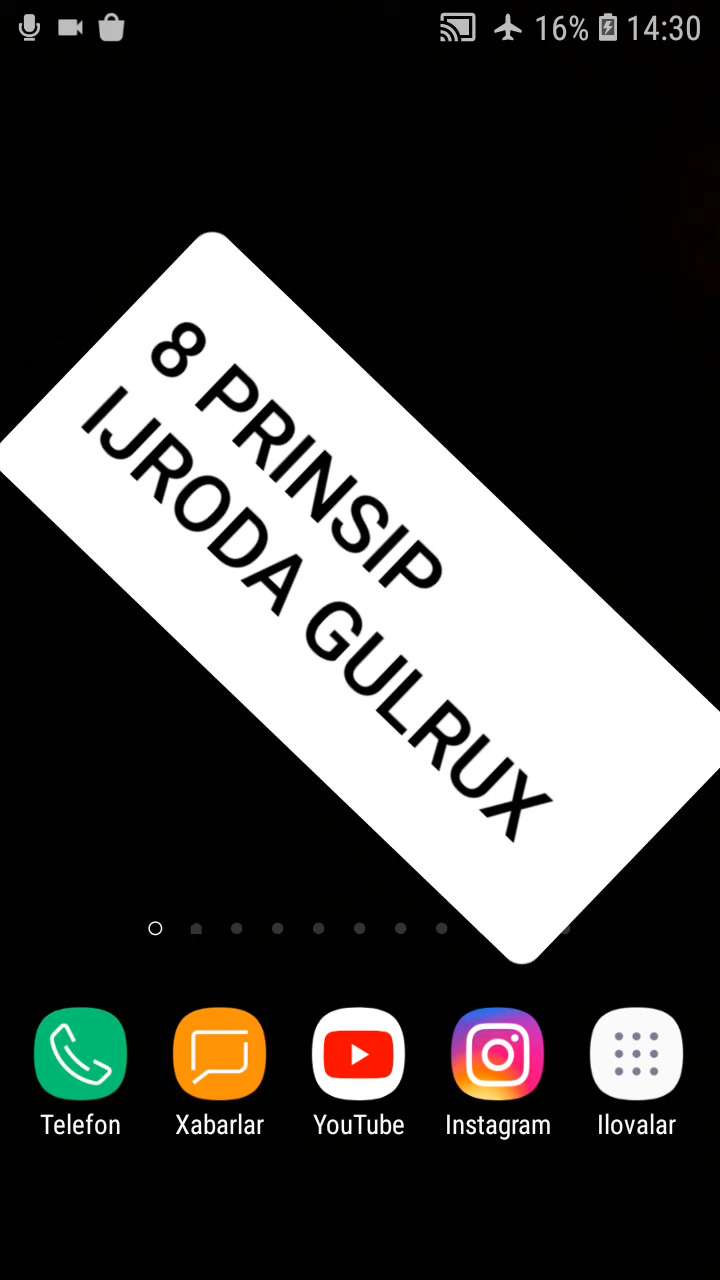 16% 14:30
8 PRINSIP
IJRODA GULRUX
Telefon Xabarlar YouTube Instagram Ilovalar